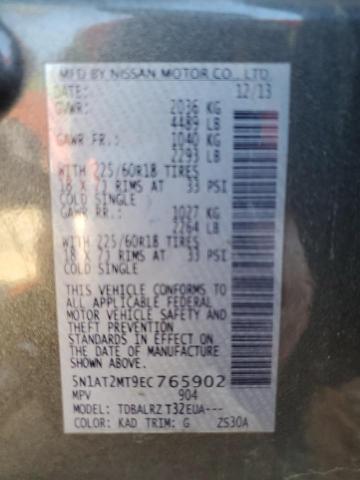 MFD BY NISSAN MOTOR CO., LTD.
DATE: 12/13
GVWR: 2036 KG
4489 LB
GAWR FR.: 1040 KG
2293 LB
WITH 225/60R18 TIRES
18 X 7J RIMS AT 33 PSI
COLD SINGLE
GAWR RR.: 1027 KG
2264 LB
WITH 225/60R18 TIRES
18 X 7J RIMS AT 33 PSI
COLD SINGLE
THIS VEHICLE CONFORMS TO
ALL APPLICABLE FEDERAL
MOTOR VEHICLE SAFETY AND
THEFT PREVENTION
STANDARDS IN EFFECT ON THE
DATE OF MANUFACTURE
SHOWN ABOVE.
5N1AT2MT9EC765902
MPV 904
MODEL: TDBALRZ T32EUA---
COLOR: KAD TRIM: G ZS30A